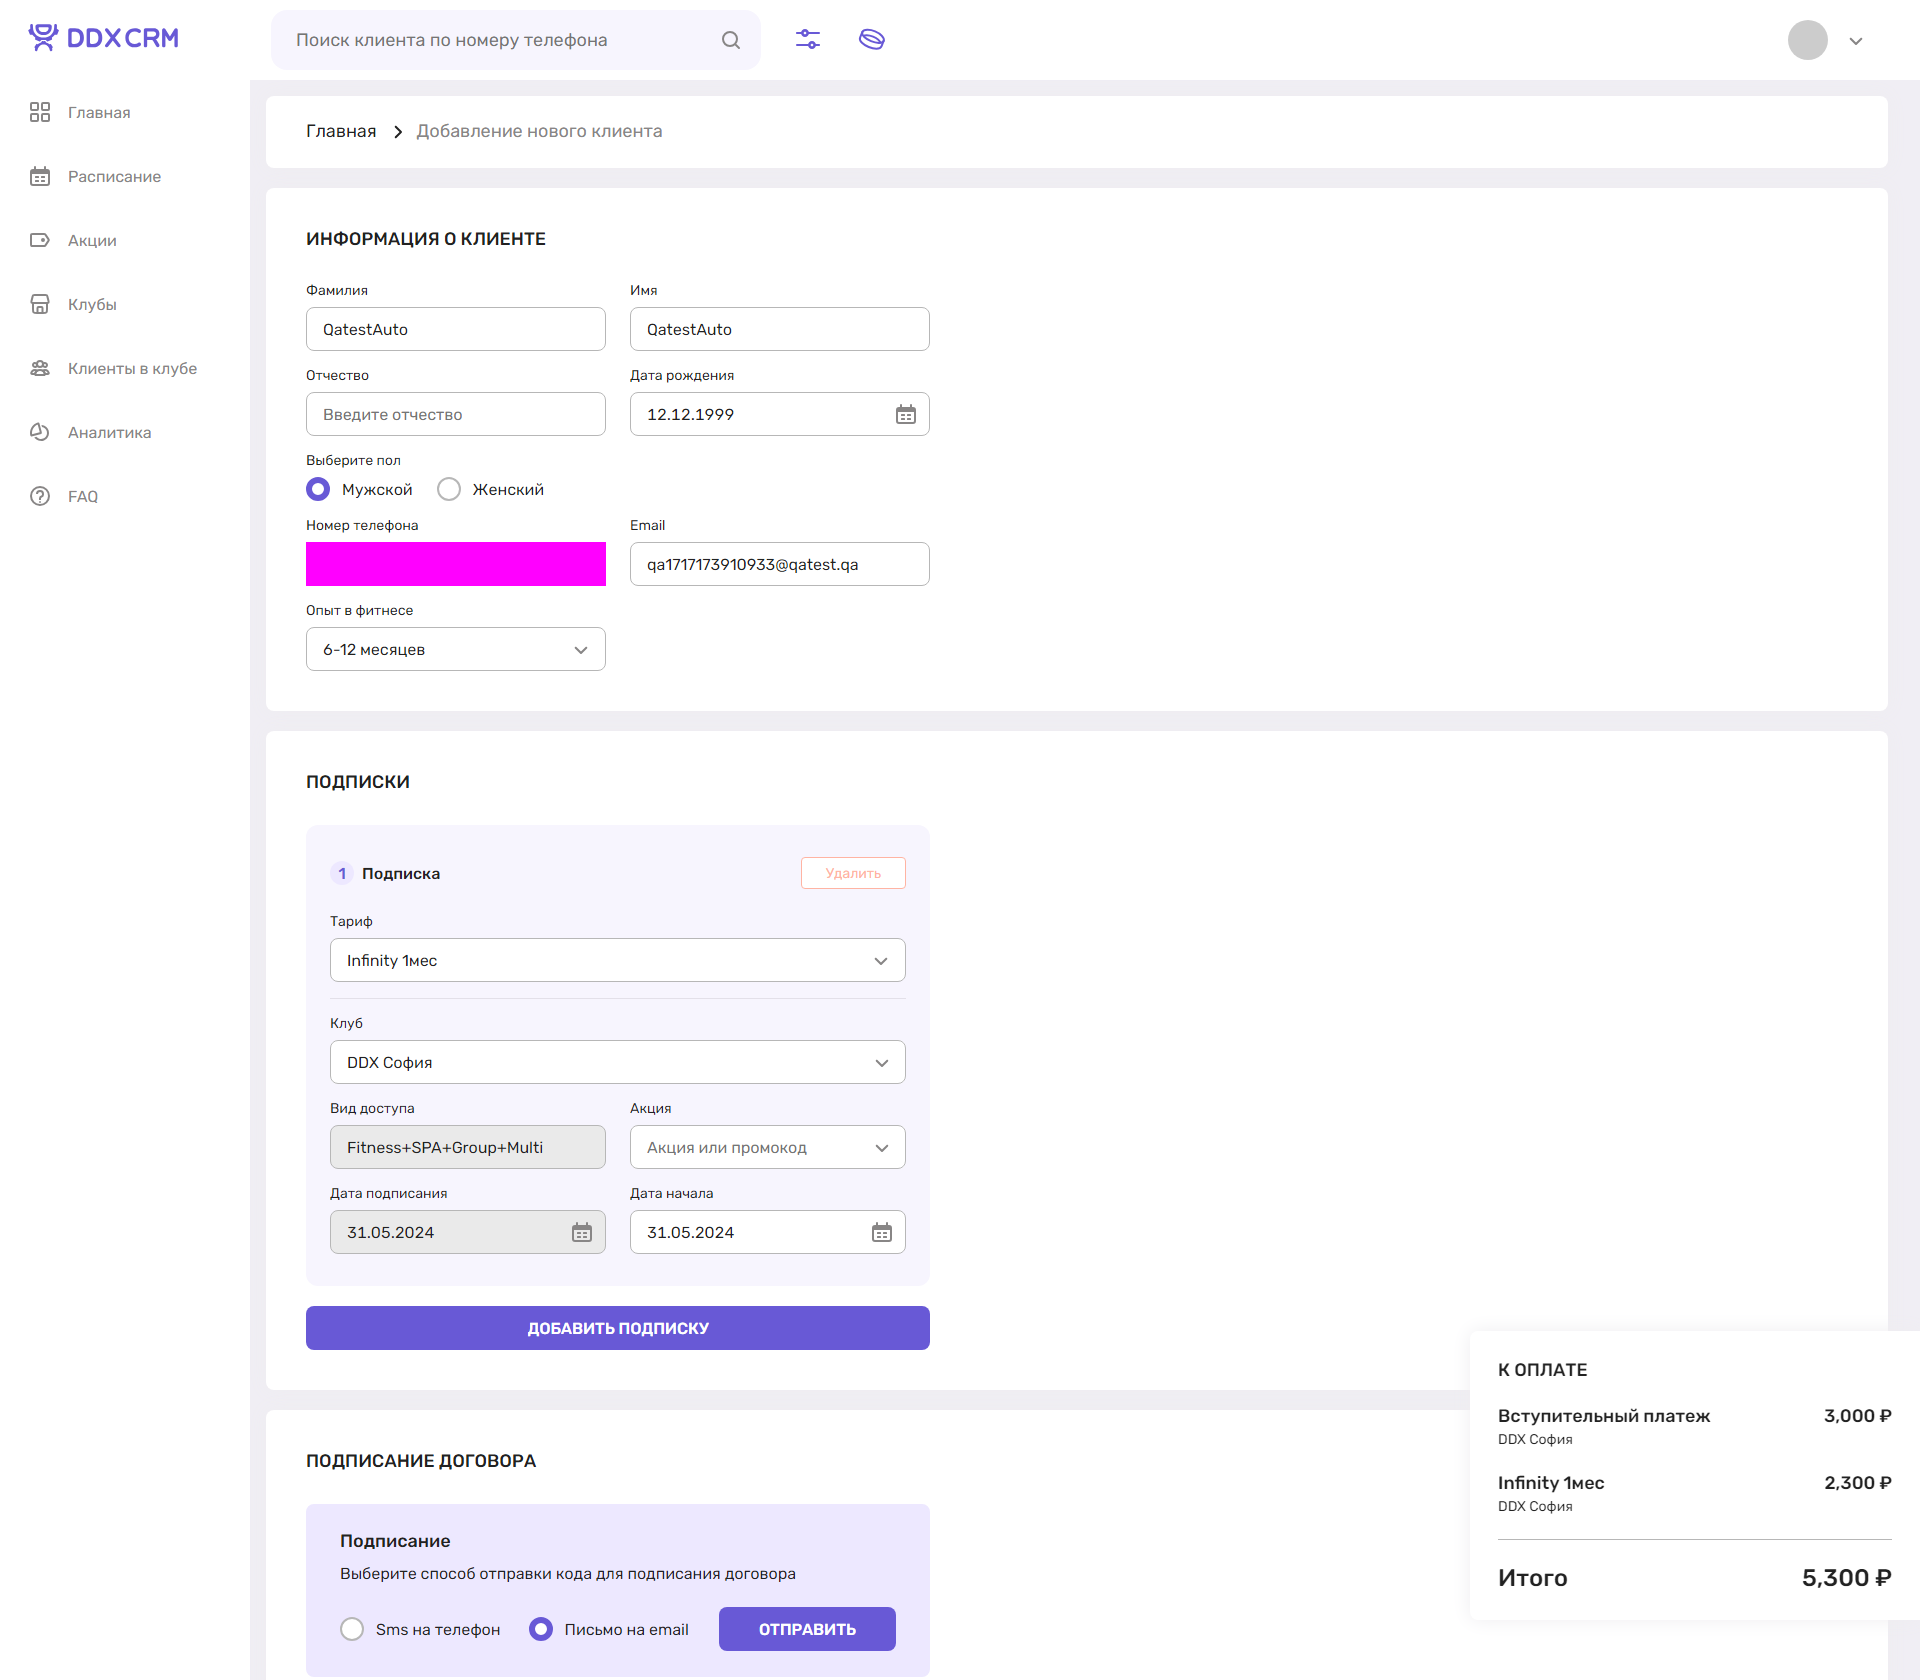 DDX CRM
Поиск клиента по номеру телефона
Главная
Расписание
Акции
Клубы
Клиенты в клубе
Аналитика
FAQ
Главная Добавление нового клиента
ИНФОРМАЦИЯ О КЛИЕНТЕ
Фамилия Имя
QatestAuto QatestAuto
Отчество Дата рождения
Введите отчество 12.12.1999
Выберите пол
Мужской Женский
Номер телефона Email
qa1717173910933@qatest.qa
Опыт в фитнесе
6-12 месяцев
ПОДПИСКИ
1 Подписка Удалить
Тариф
Infinity 1мес
Клуб
DDX София
Вид доступа Акция
Fitness+SPA+Group+Multi Акция или промокод
Дата подписания Дата начала
31.05.2024 31.05.2024
ДОБАВИТЬ ПОДПИСКУ
ПОДПИСАНИЕ ДОГОВОРА
Подписание
Выберите способ отправки кода для подписания договора
Sms на телефон Письмо на email ОТПРАВИТЬ
К ОПЛАТЕ
Вступительный платеж 3,000 ₽
DDX София
Infinity 1мес 2,300 ₽
DDX София
Итого 5,300 ₽